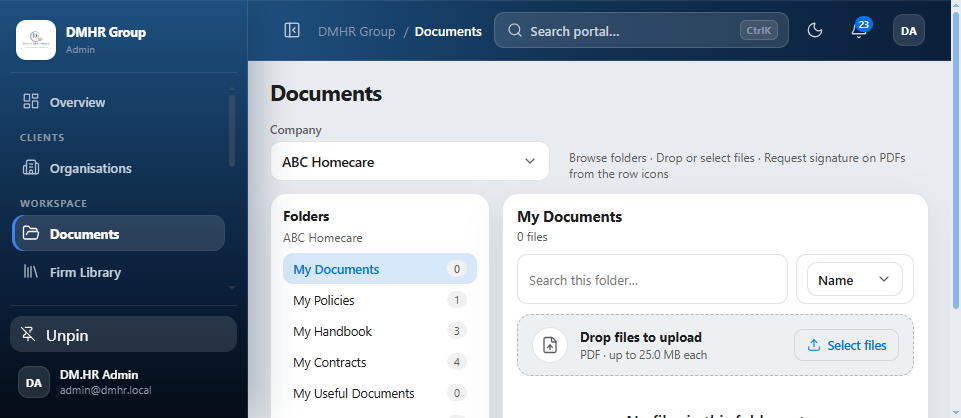 DMHR Group
Admin
Overview
CLIENTS
Organisations
WORKSPACE
Documents
Firm Library
Unpin
DA
DM.HR Admin
admin@dmhr.local
DMHR Group / Documents
Search portal...
CtrlK
23
DA
Documents
Company
ABC Homecare
Browse folders · Drop or select files · Request signature on PDFs
from the row icons
Folders
ABC Homecare
My Documents 0
My Policies 1
My Handbook 3
My Contracts 4
My Useful Documents 0
My Documents
0 files
Search this folder...
Name
Drop files to upload
PDF · up to 25.0 MB each
Select files